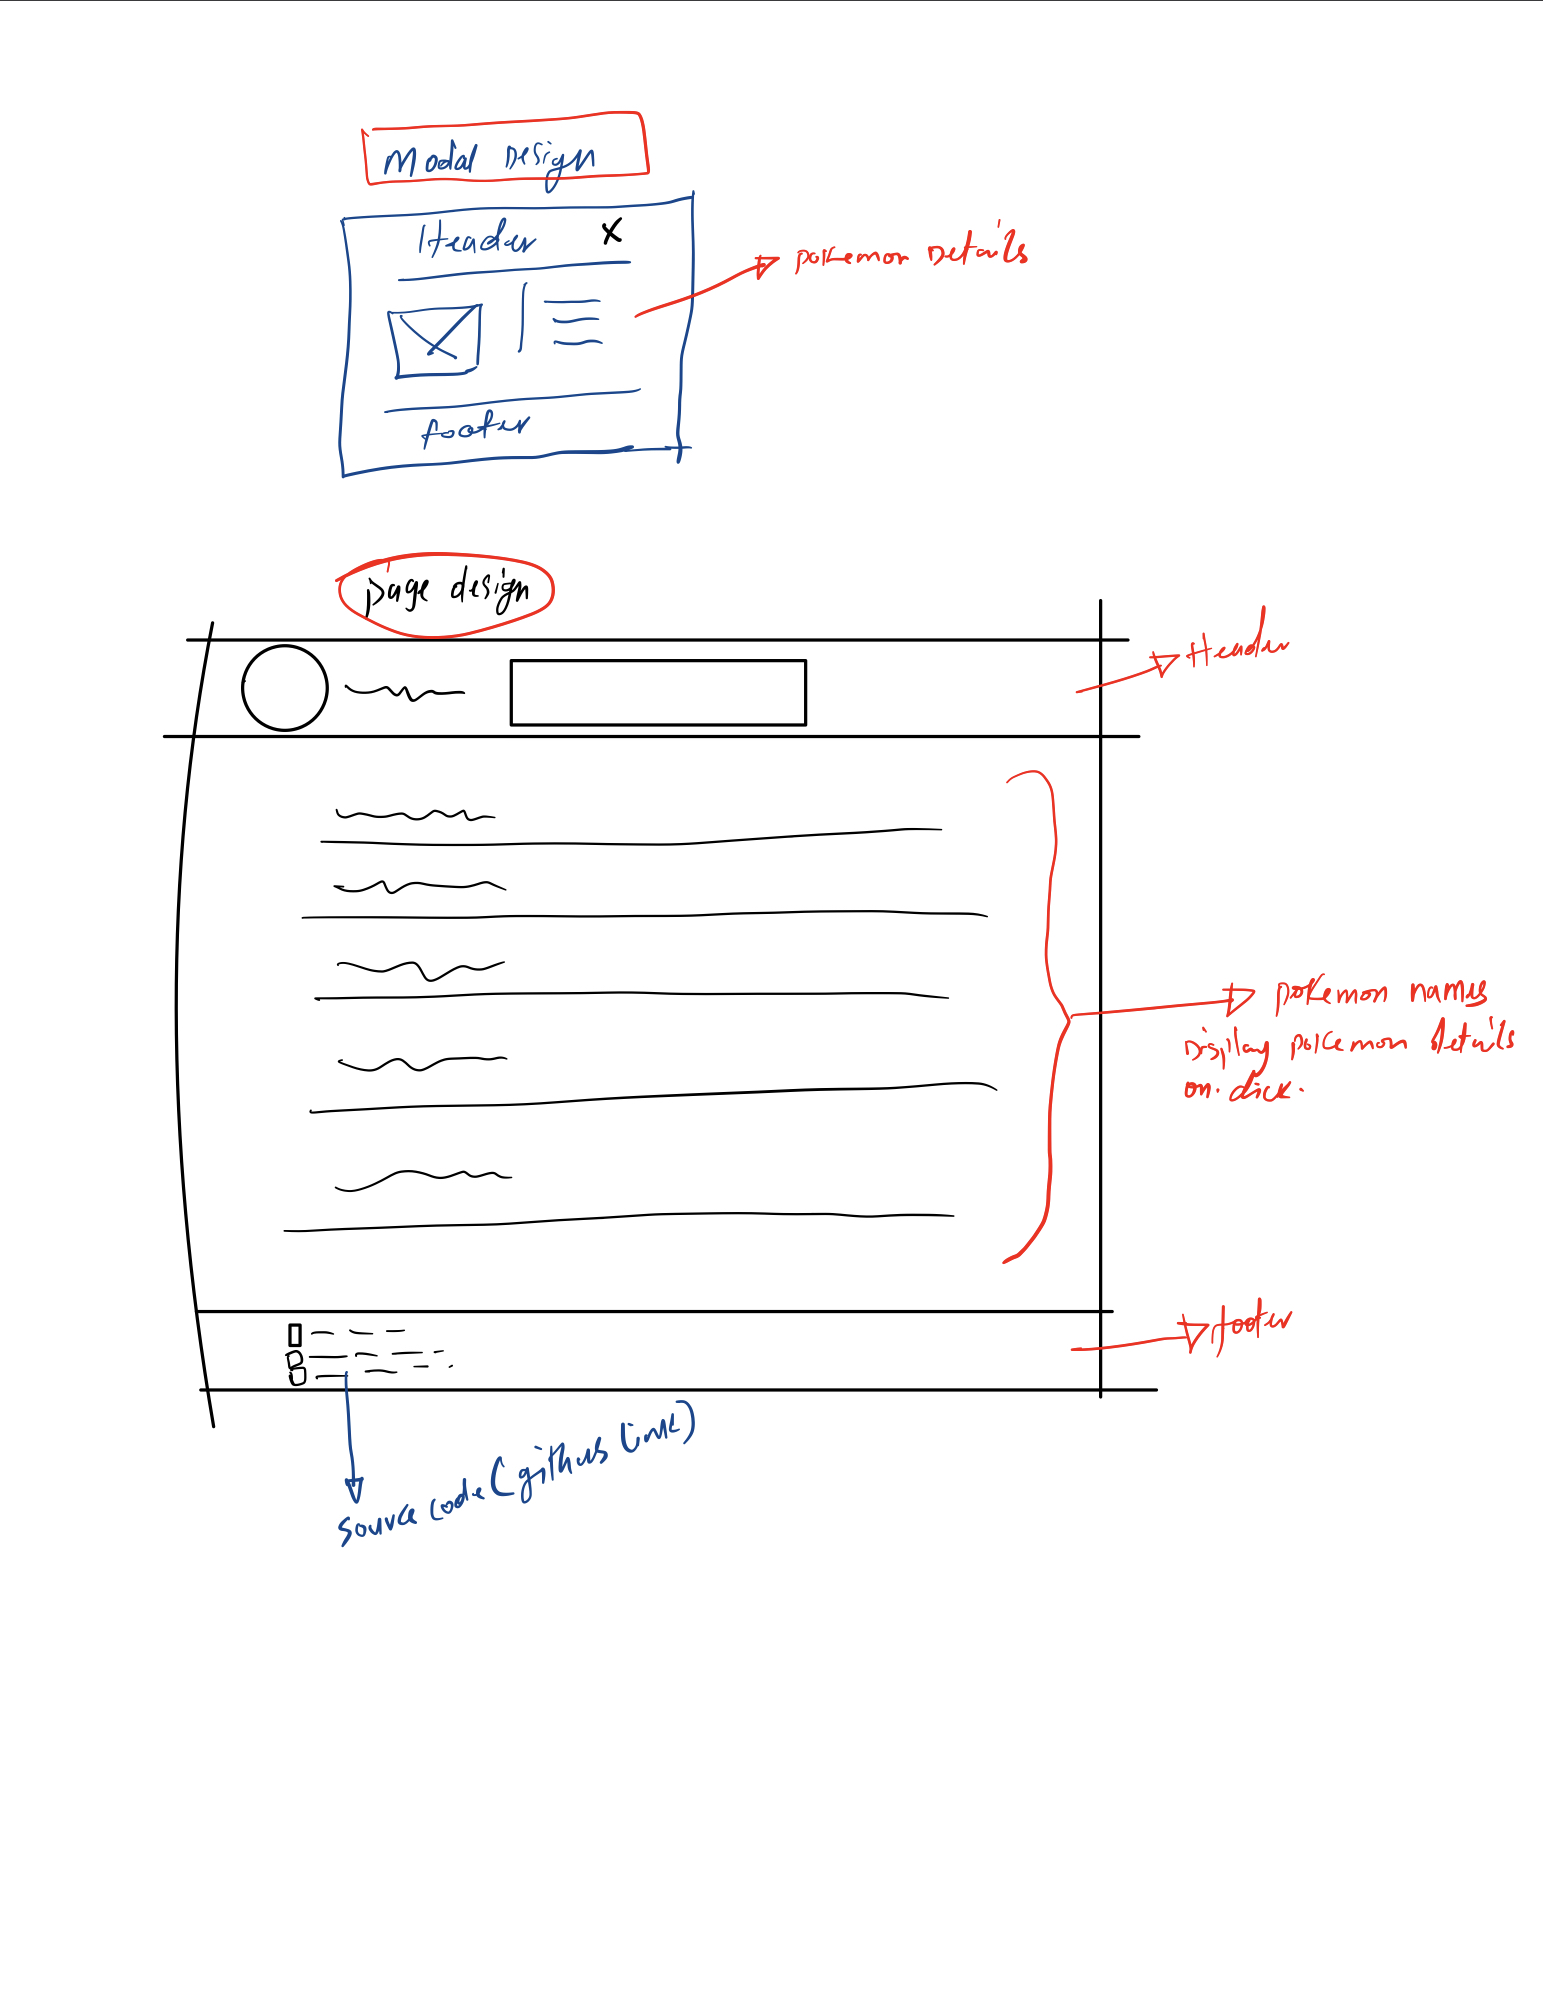 Modal Design
Header X
pokemon Details
footer
page design
Header
pokemon names
Display pokemon details
on click.
footer
source code (github link)